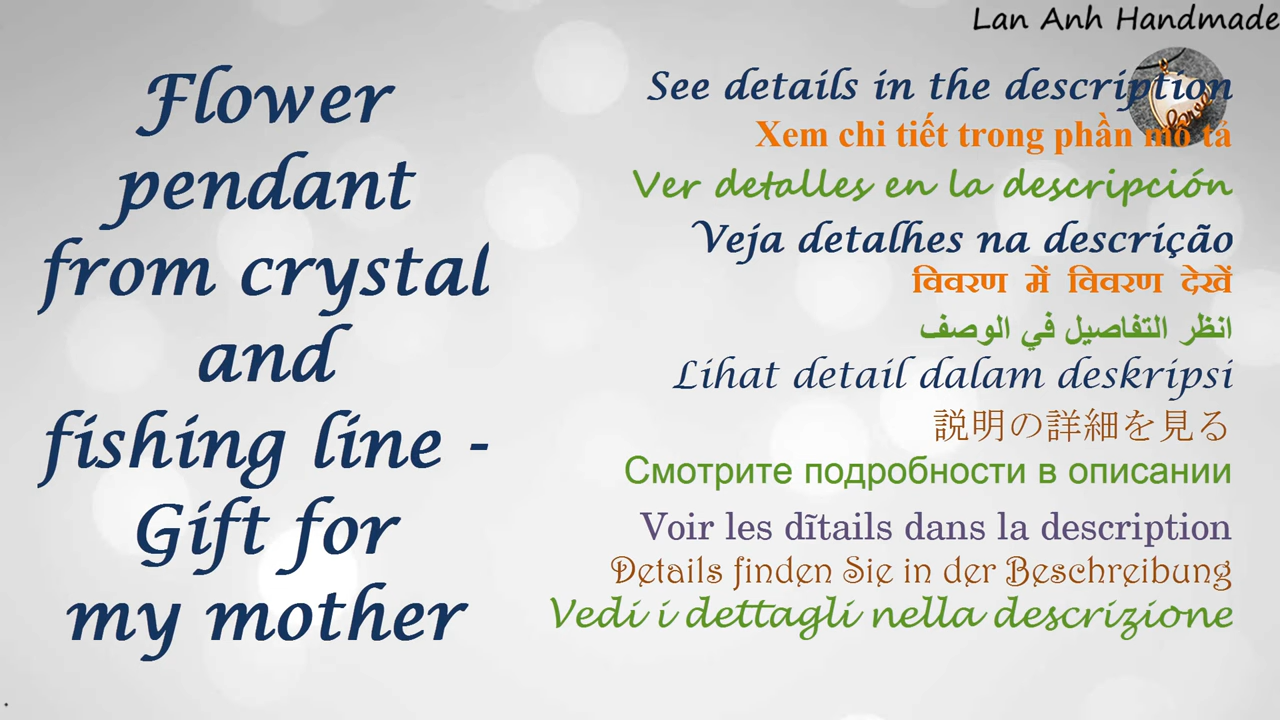 Lan Anh Handmade
Flower
pendant
from crystal
and
fishing line -
Gift for
my mother
See details in the description
Xem chi tiết trong phần mô tả
Ver detalles en la descripción
Veja detalhes na descrição
विवरण में विवरण देखें
انظر التفاصيل في الوصف
Lihat detail dalam deskripsi
説明の詳細を見る
Смотрите подробности в описании
Voir les dĩtails dans la description
Details finden Sie in der Beschreibung
Vedi i dettagli nella descrizione